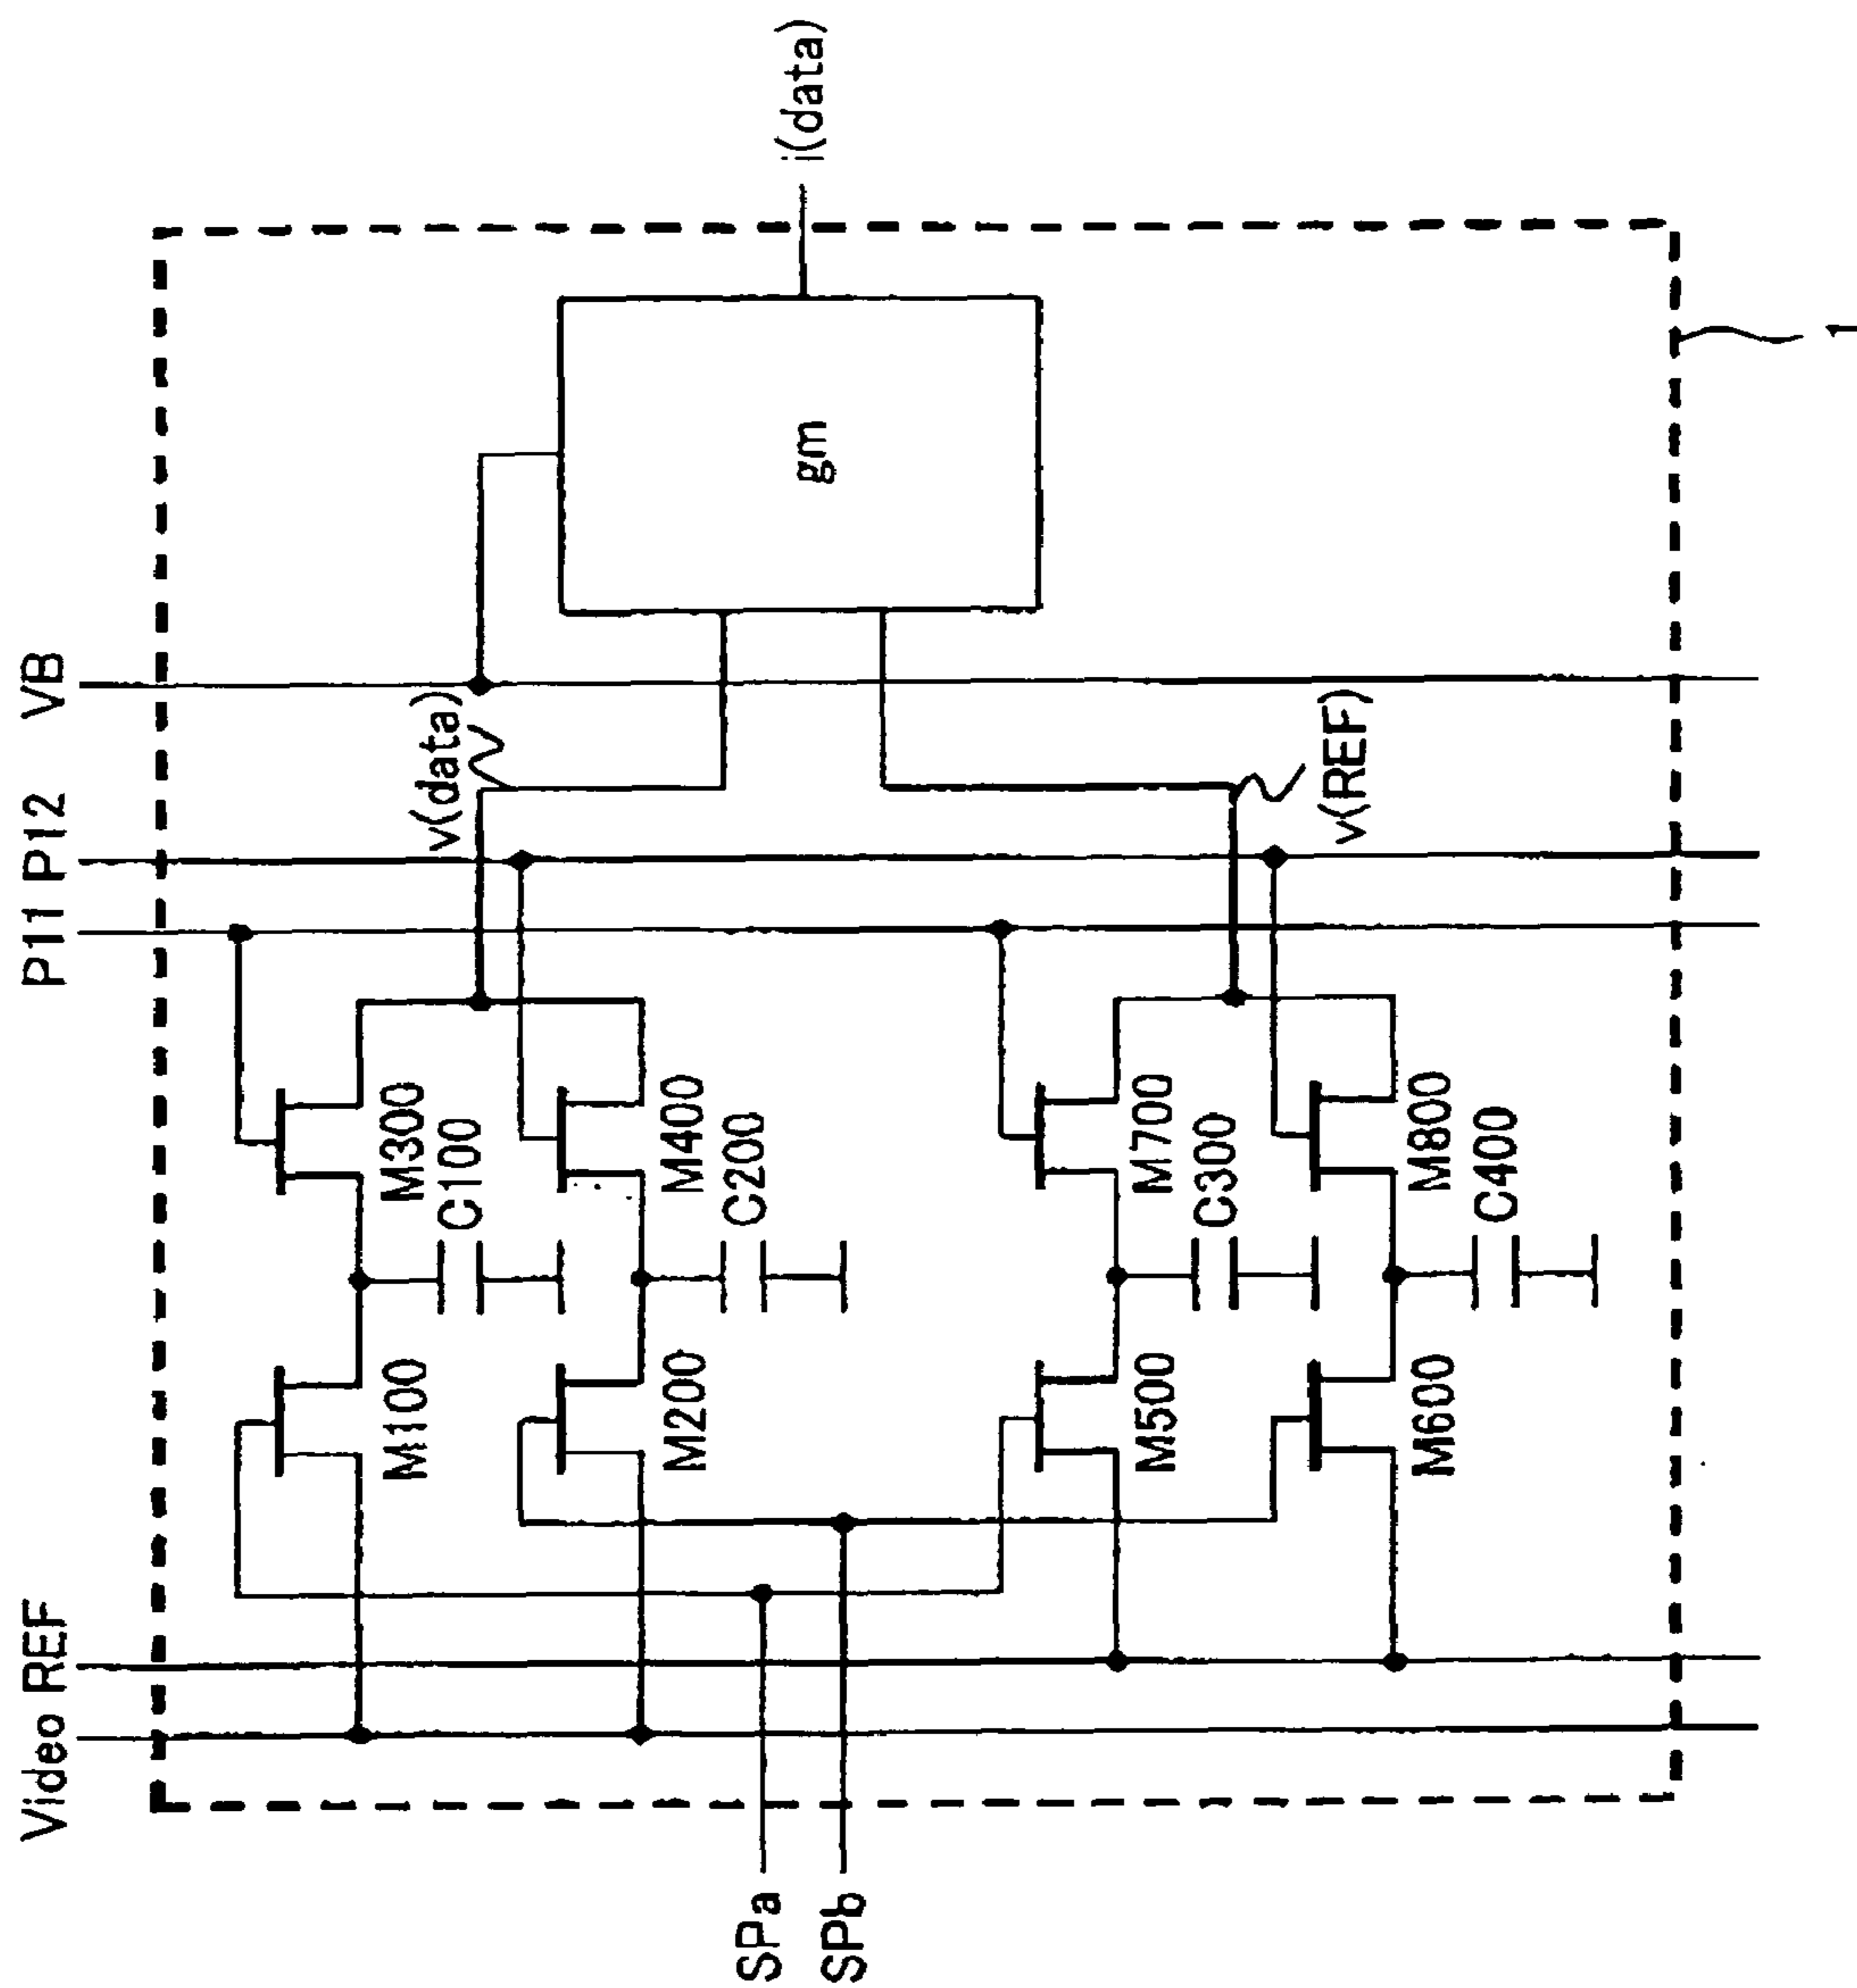 Video REF
P11 P12
VB
M100
M300
C100
v(data)
M200
M400
C200
gm
i(data)
SPa
SPb
M500
M700
C300
v(REF)
M600
M800
C400
1